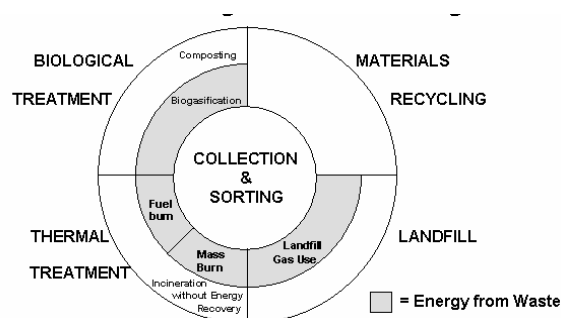 BIOLOGICAL
TREATMENT
Composting
Biogasification
MATERIALS
RECYCLING
COLLECTION
&
SORTING
THERMAL
TREATMENT
Fuel
burn
Mass
Burn
Incineration
without Energy
Recovery
Landfill
Gas Use
LANDFILL
= Energy from Waste